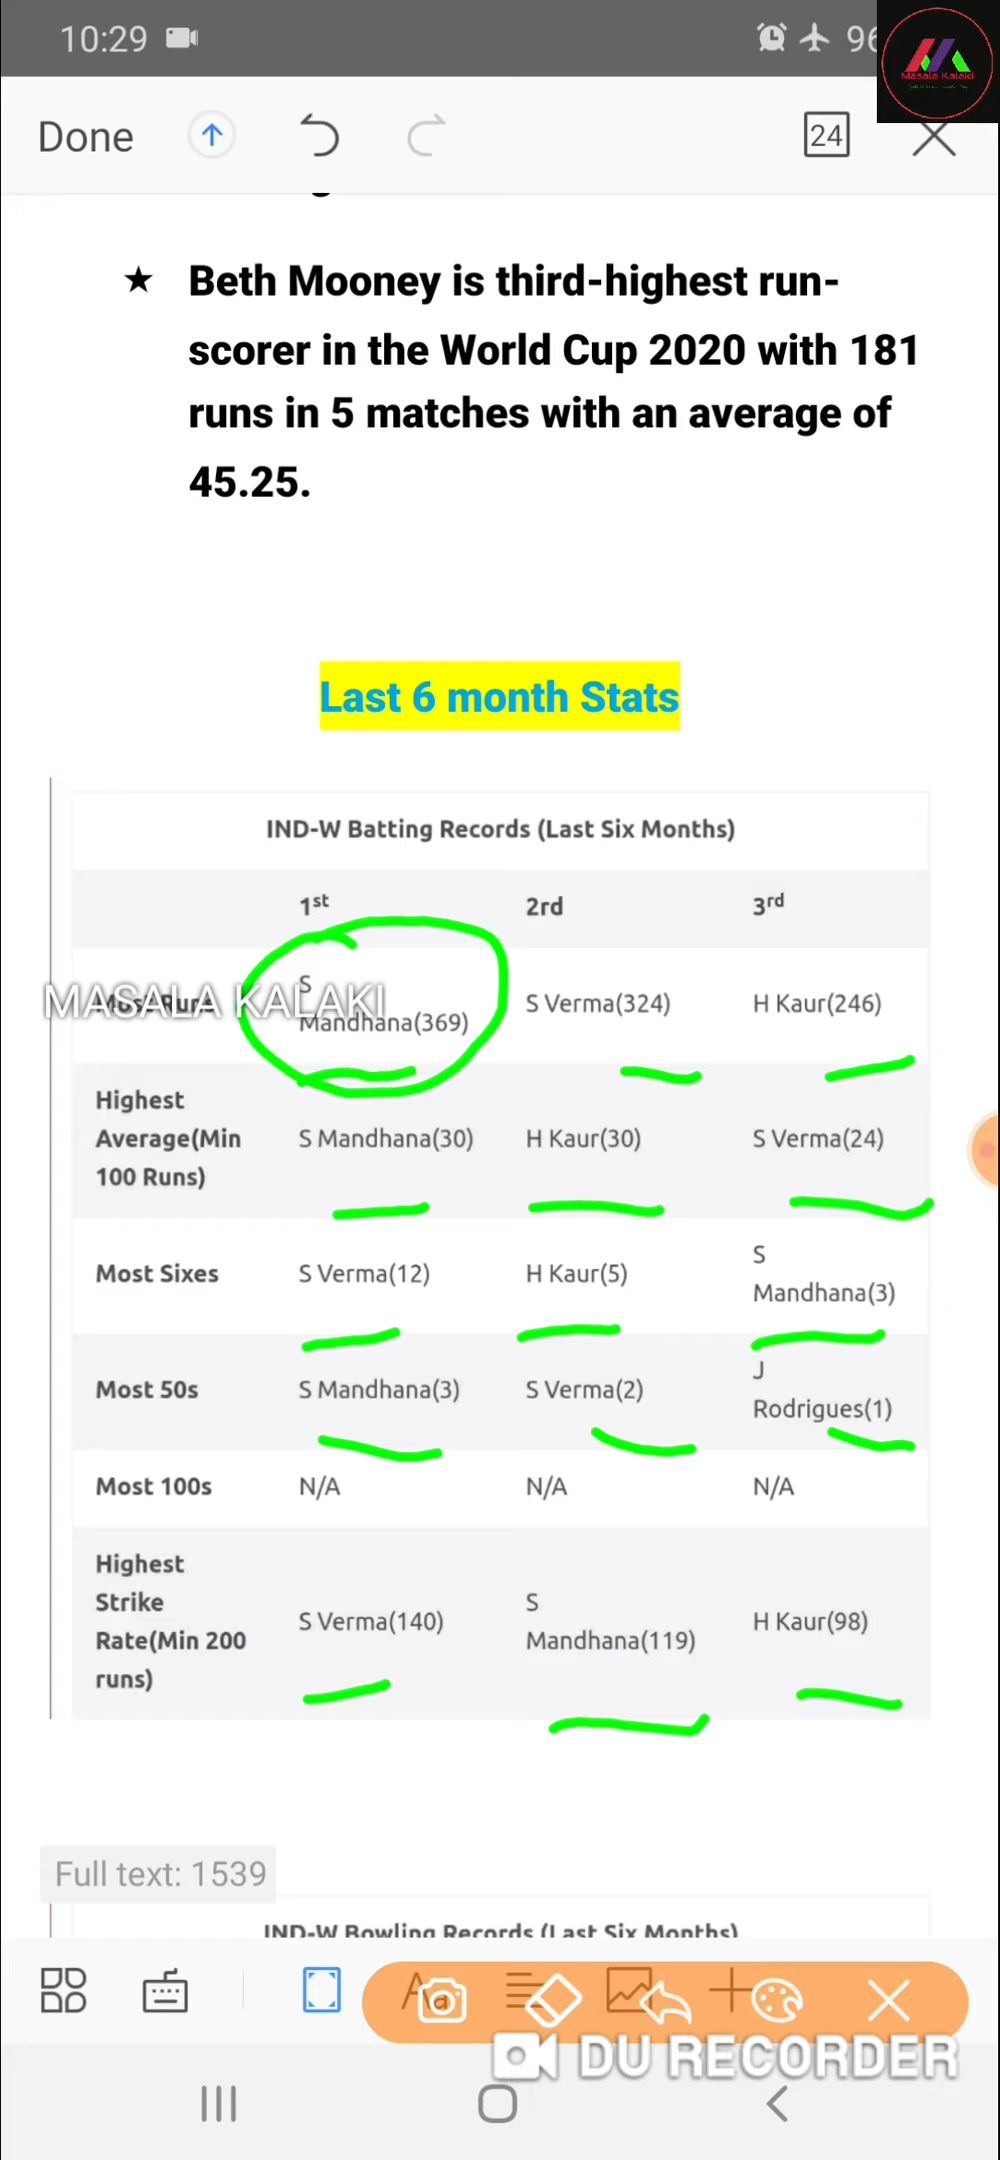 10:29
Masala Kalaki
Done
24
★ Beth Mooney is third-highest run-
scorer in the World Cup 2020 with 181
runs in 5 matches with an average of
45.25.
Last 6 month Stats
IND-W Batting Records (Last Six Months)
1st 2rd 3rd
MASALA KALAKI
Most Runs S Mandhana(369) S Verma(324) H Kaur(246)
Highest Average(Min 100 Runs) S Mandhana(30) H Kaur(30) S Verma(24)
Most Sixes S Verma(12) H Kaur(5) S Mandhana(3)
Most 50s S Mandhana(3) S Verma(2) J Rodrigues(1)
Most 100s N/A N/A N/A
Highest Strike Rate(Min 200 runs) S Verma(140) S Mandhana(119) H Kaur(98)
Full text: 1539
IND-W Bowling Records (Last Six Months)
Aa
DU RECORDER